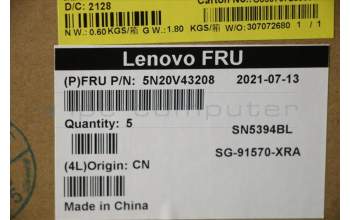 D/C: 2128
N W.: 0.60 KGS/箱 G W.: 1.80 KGS/箱 W/O: 307072680 1 / 1
Lenovo FRU
(P)FRU P/N: 5N20V43208 2021-07-13
Quantity: 5
SN5394BL
SG-91570-XRA
(4L)Origin: CN
Made in China